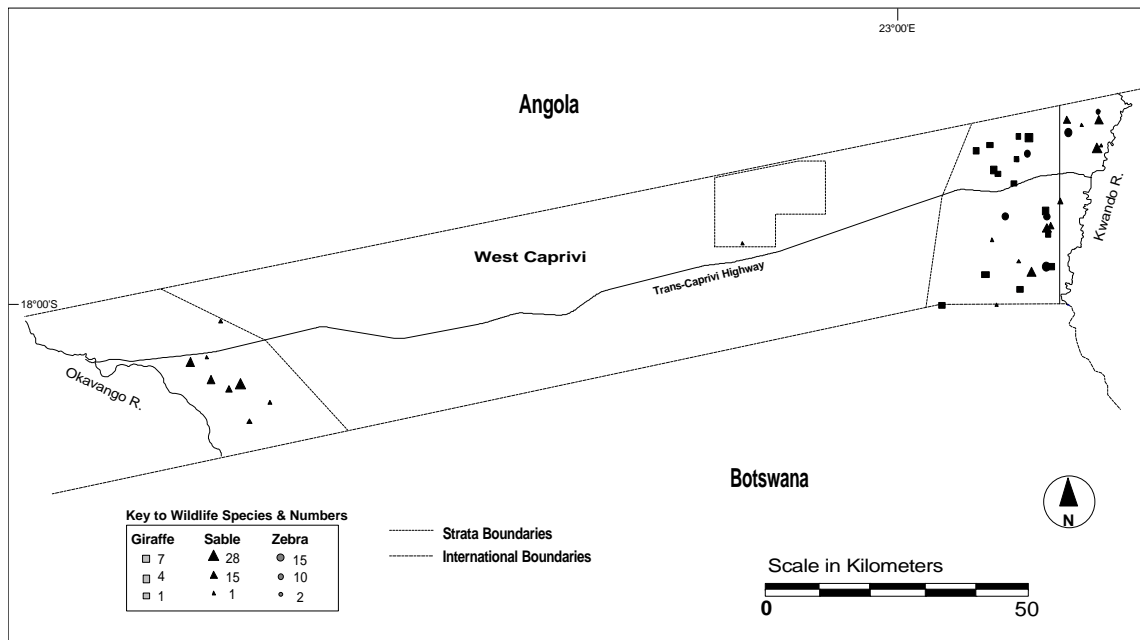 23°00'E
Angola
Kwando R.
West Caprivi
Trans-Caprivi Highway
18°00'S
Okavango R.
Botswana
N
Key to Wildlife Species & Numbers
Giraffe Sable Zebra
7 28 15
4 15 10
1 1 2
Strata Boundaries
International Boundaries
Scale in Kilometers
0 50